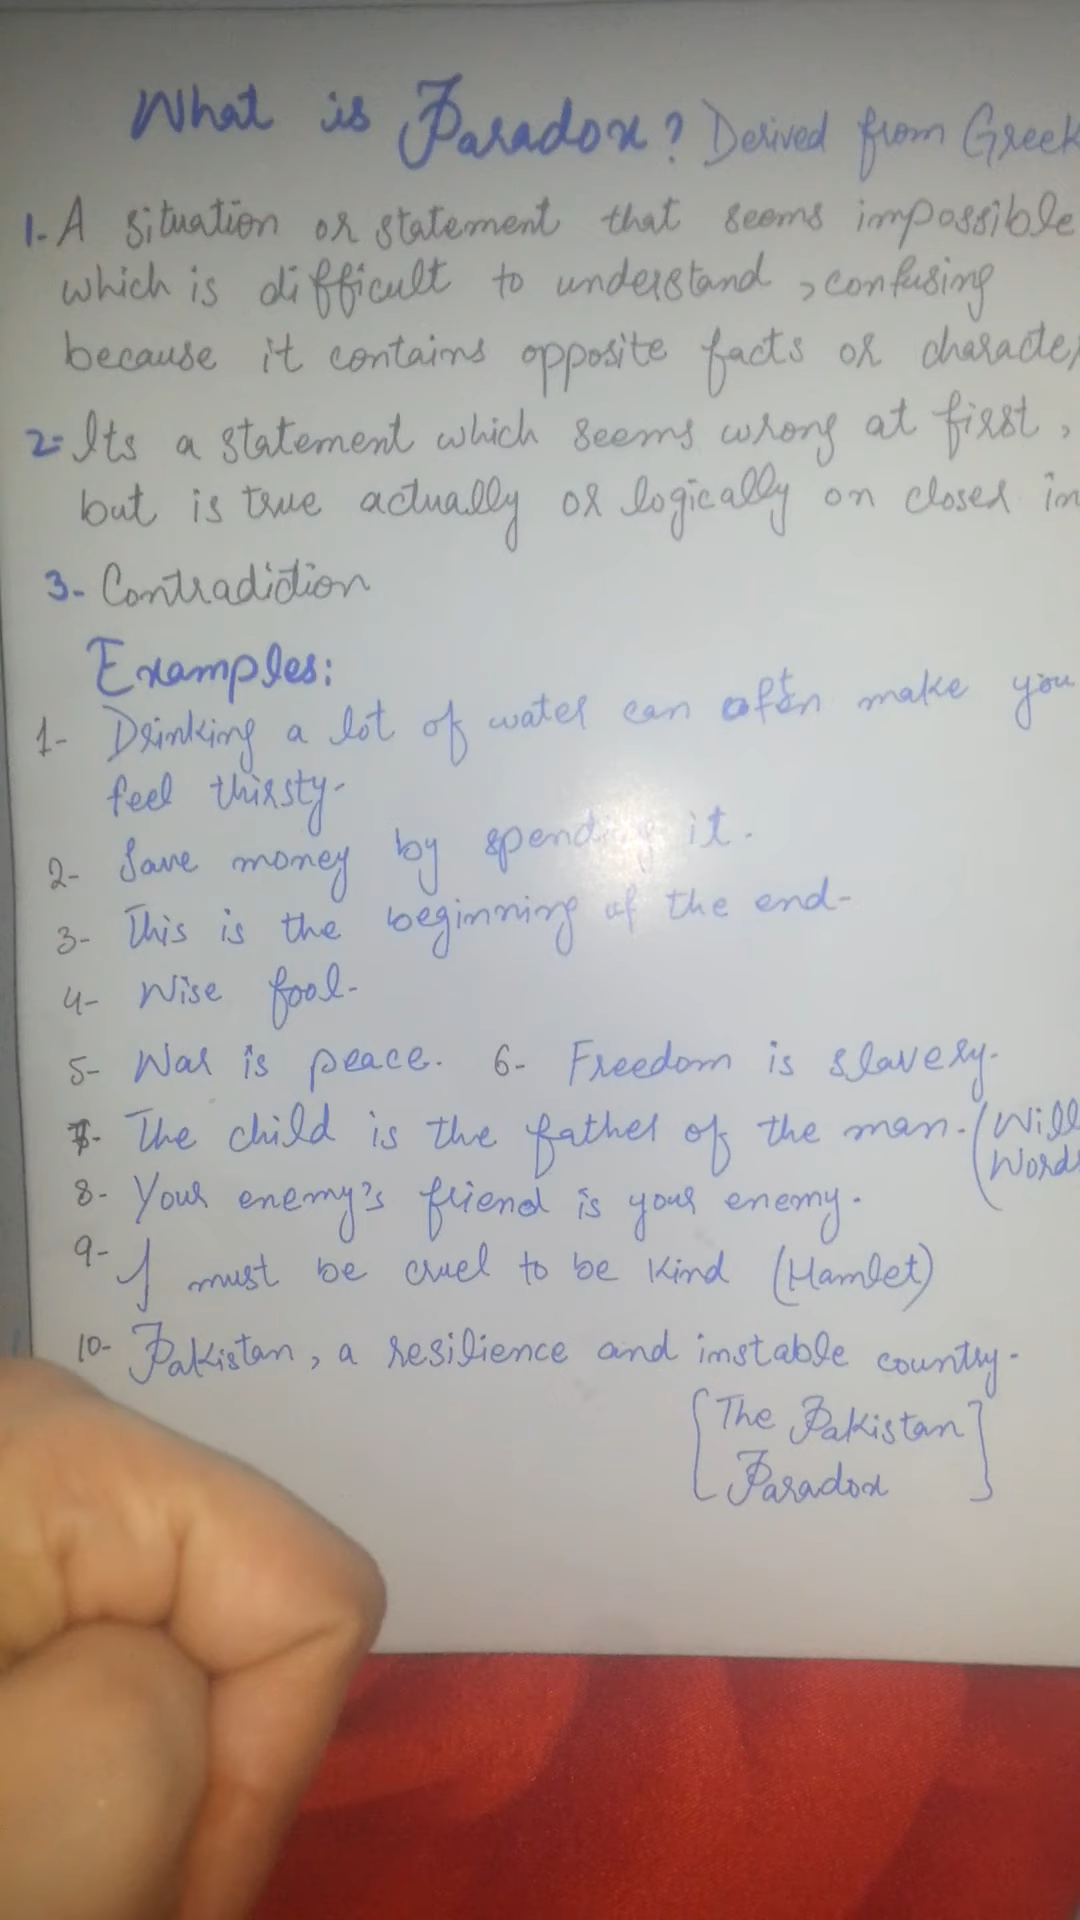 What is Paradox? Derived from Greek
1. A situation or statement that seems impossible
which is difficult to understand, confusing
because it contains opposite facts or character
2- Its a statement which seems wrong at first,
but is true actually or logically on closed in
3- Contradiction
Examples:
1- Drinking a lot of water can often make you
feel thirsty-
2- Save money by spending it.
3- This is the beginning of the end-
4- Wise fool-
5- War is peace. 6- Freedom is slavery-
7- The child is the father of the man. (Will
Words
8- Your enemy's friend is your enemy.
9- I must be cruel to be kind (Hamlet)
10- Pakistan, a resilience and instable country-
[The Pakistan
Paradox]